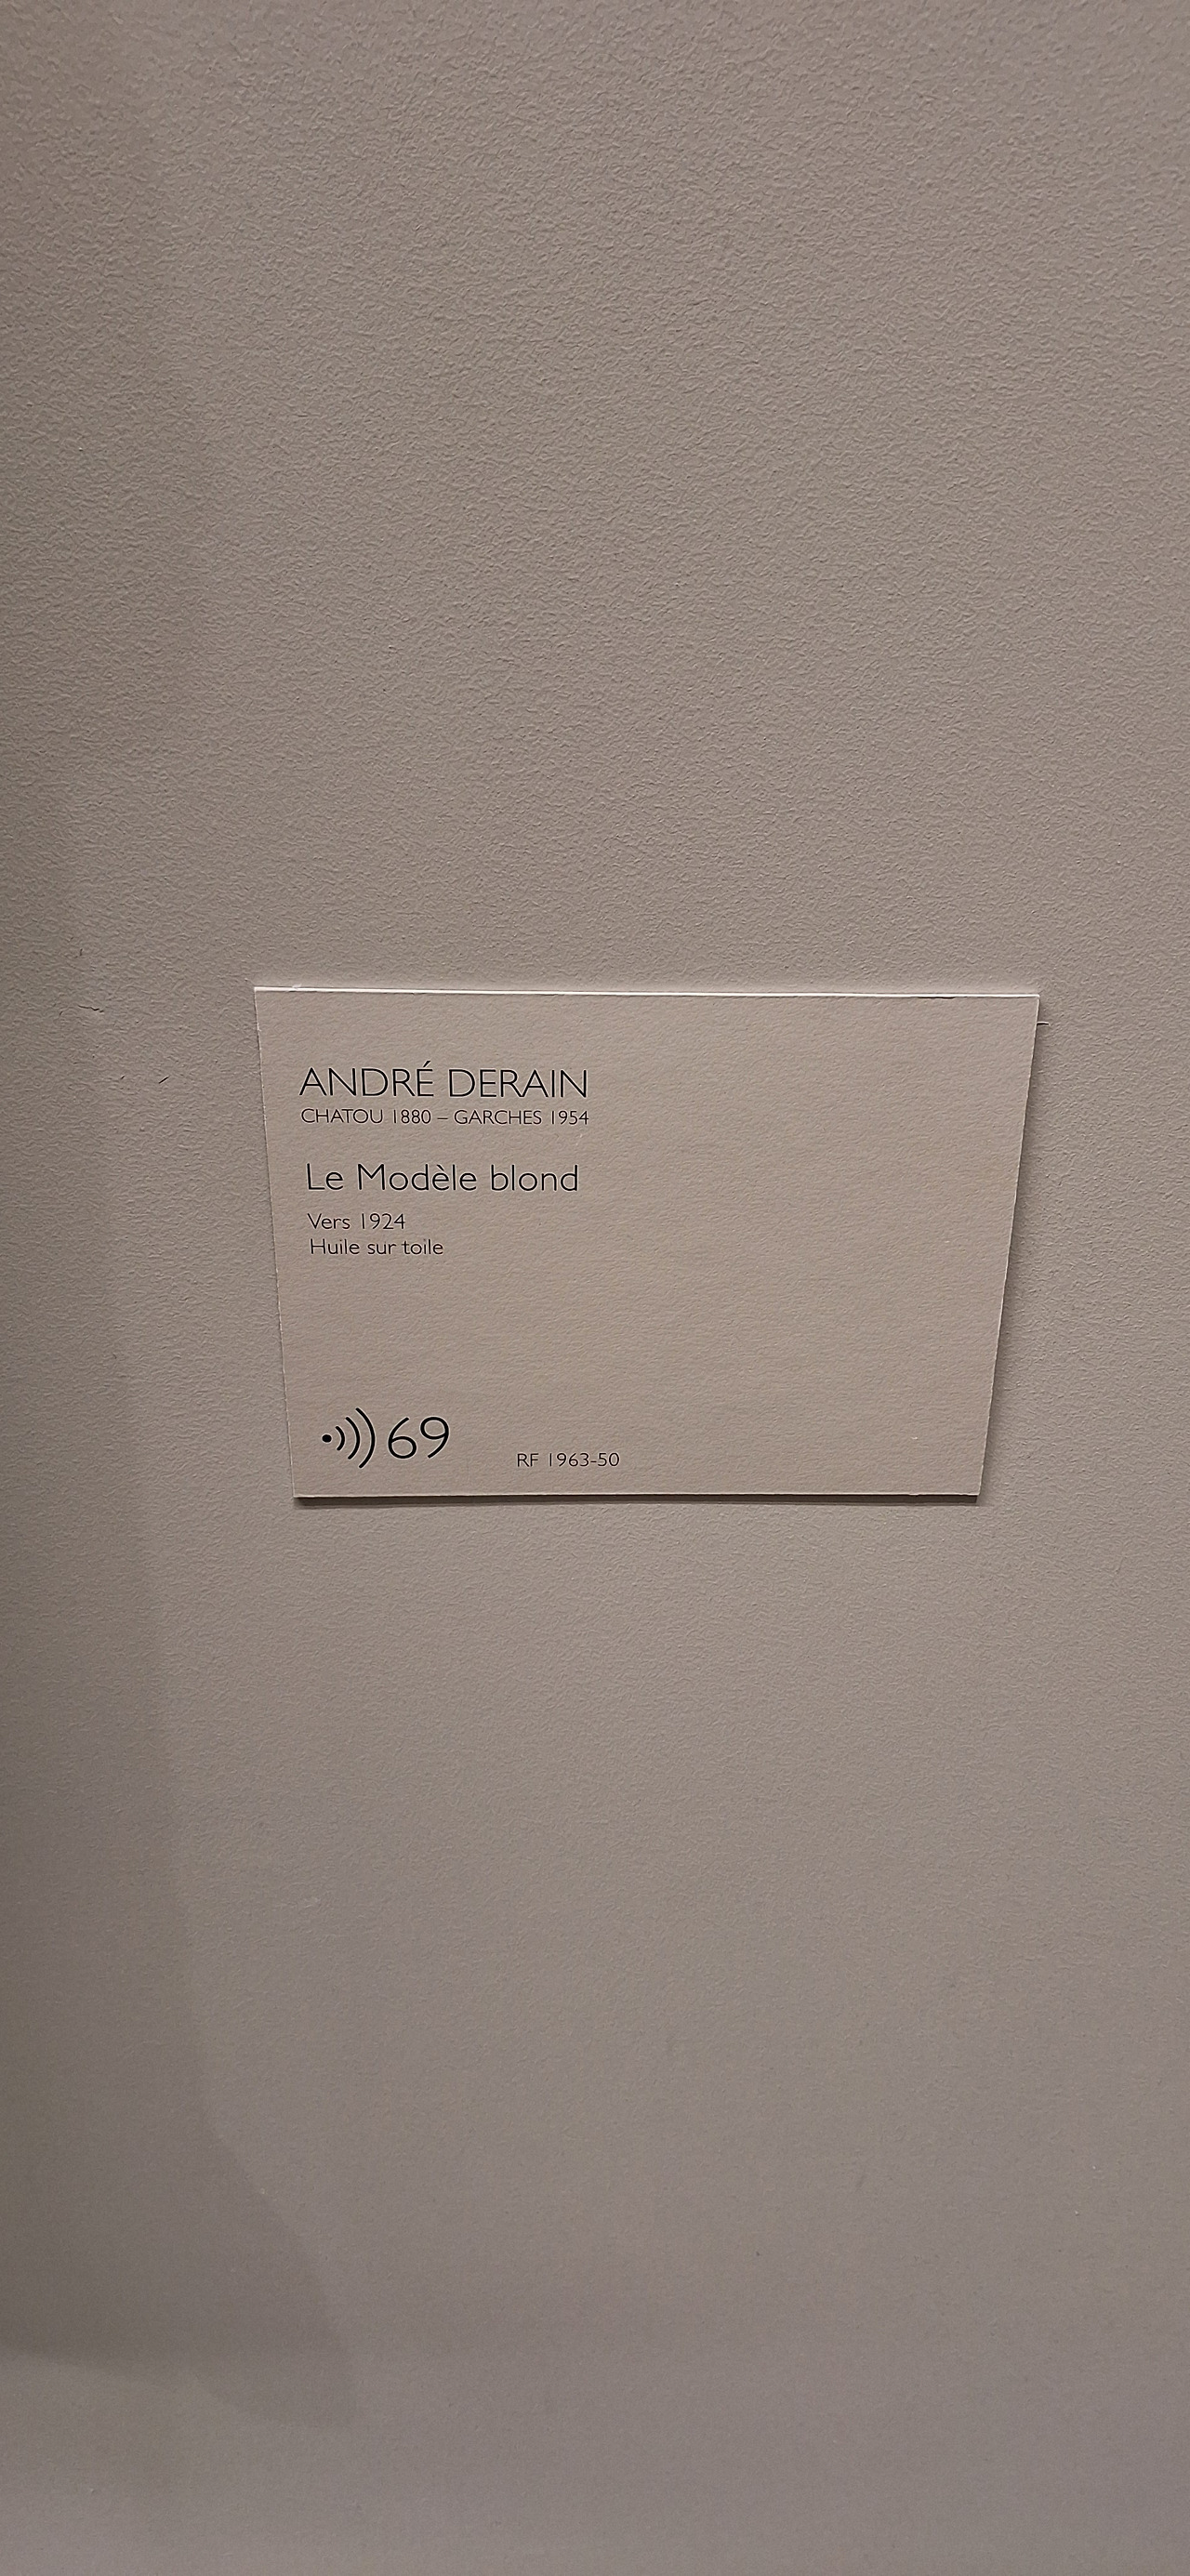 ANDRÉ DERAIN
CHATOU 1880 – GARCHES 1954
Le Modèle blond
Vers 1924
Huile sur toile
69
RF 1963-50